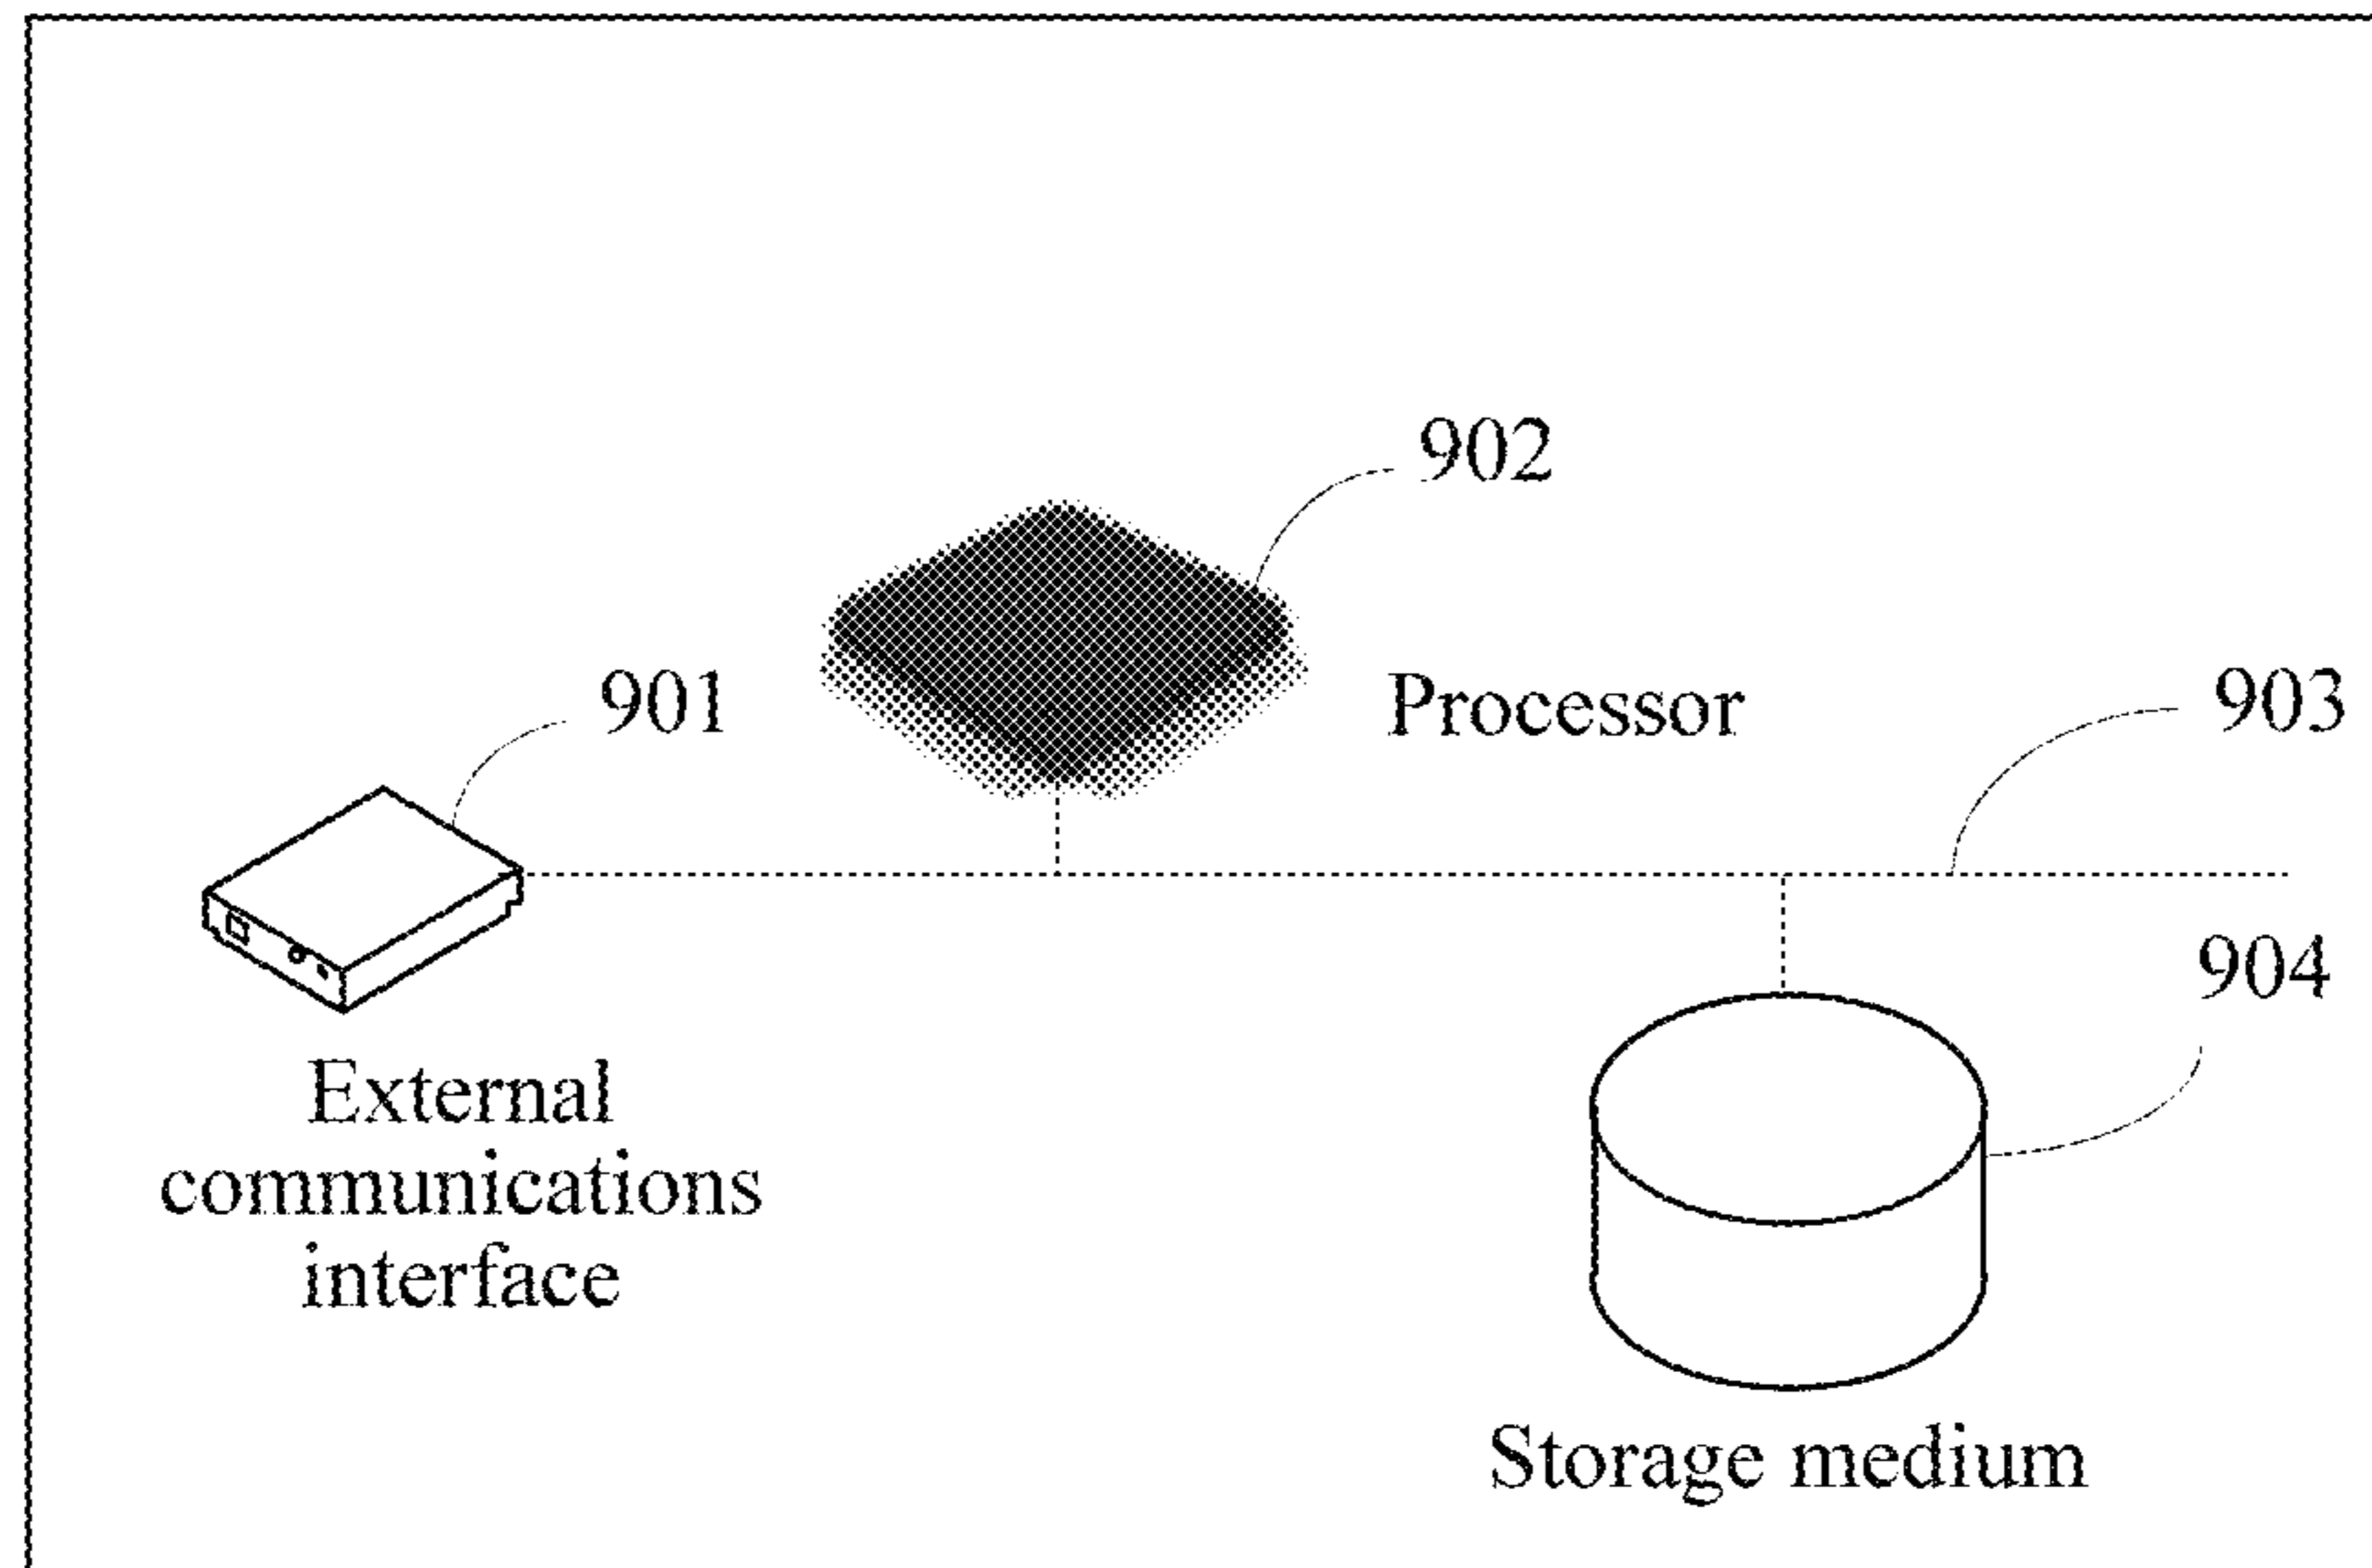 902
901
Processor
903
904
External
communications
interface
Storage medium